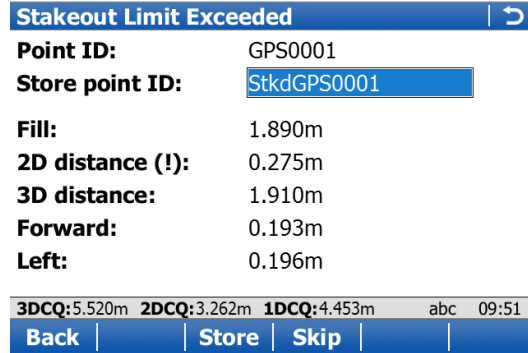 Stakeout Limit Exceeded
Point ID: GPS0001
Store point ID: StkdGPS0001
Fill: 1.890m
2D distance (!): 0.275m
3D distance: 1.910m
Forward: 0.193m
Left: 0.196m
3DCQ:5.520m 2DCQ:3.262m 1DCQ:4.453m abc 09:51
Back Store Skip